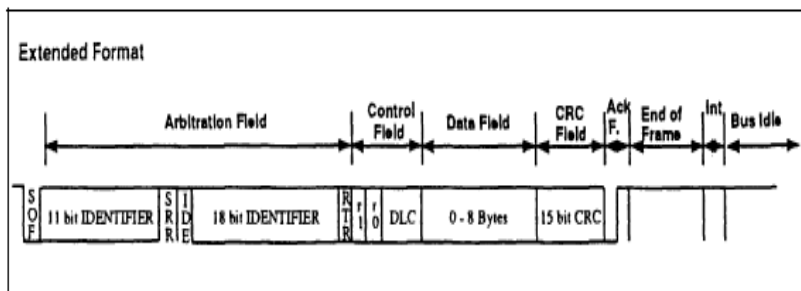 Extended Format
Arbitration Field
Control Field
Data Field
CRC Field
Ack F.
End of Frame
Int.
Bus Idle
SOF
11 bit IDENTIFIER
SRR
IDE
18 bit IDENTIFIER
RTR
r1
r0
DLC
0 - 8 Bytes
15 bit CRC